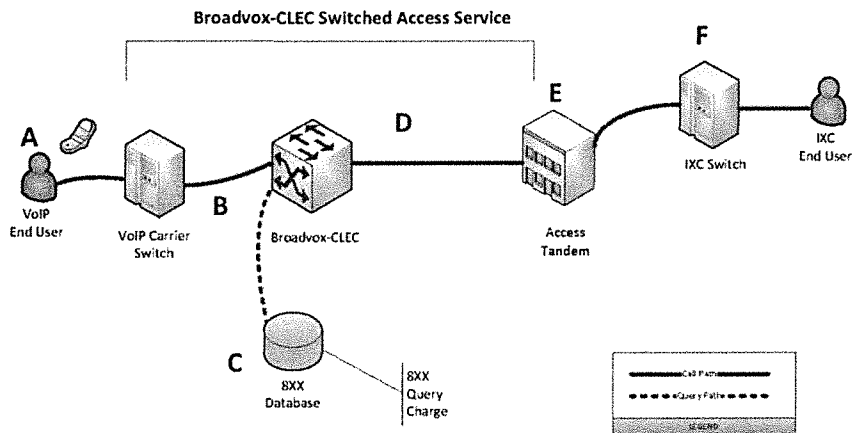 Broadvox-CLEC Switched Access Service
F
E
D
A
IXC Switch
IXC
End User
B
VoIP
End User
VoIP Carrier
Switch
Broadvox-CLEC
Access
Tandem
C
8XX
Database
8XX
Query
Charge
Call Path
Query Path
LEGEND